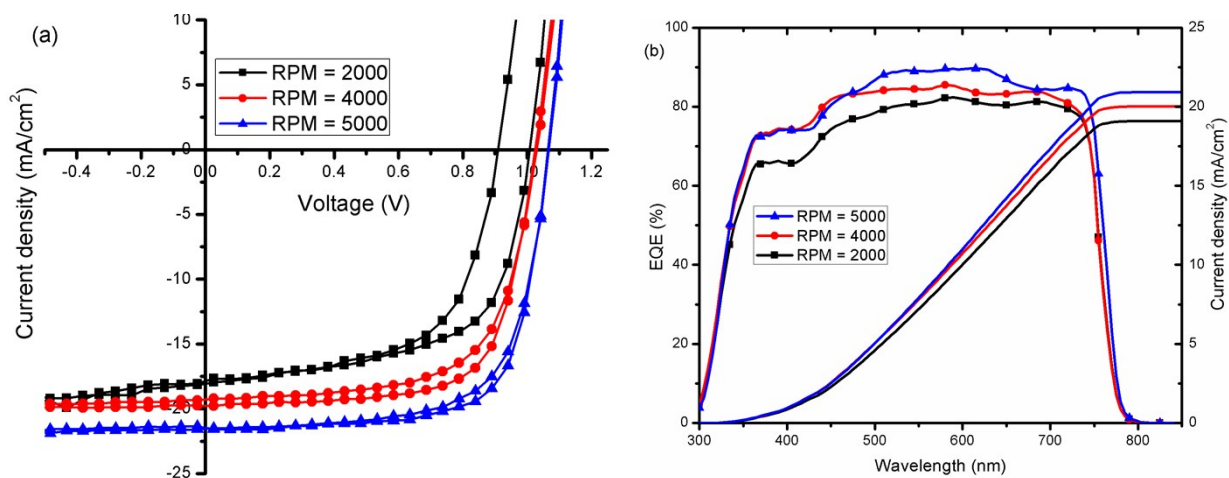 (a)
RPM = 2000
RPM = 4000
RPM = 5000
10
5
0
-5
-10
-15
-20
-25
-0.4
-0.2
0.0
0.2
0.4
0.6
0.8
1.0
1.2
Voltage (V)
Current density (mA/cm²)
(b)
RPM = 5000
RPM = 4000
RPM = 2000
100
80
60
40
20
0
EQE (%)
300
400
500
600
700
800
Wavelength (nm)
25
20
15
10
5
0
Current density (mA/cm²)